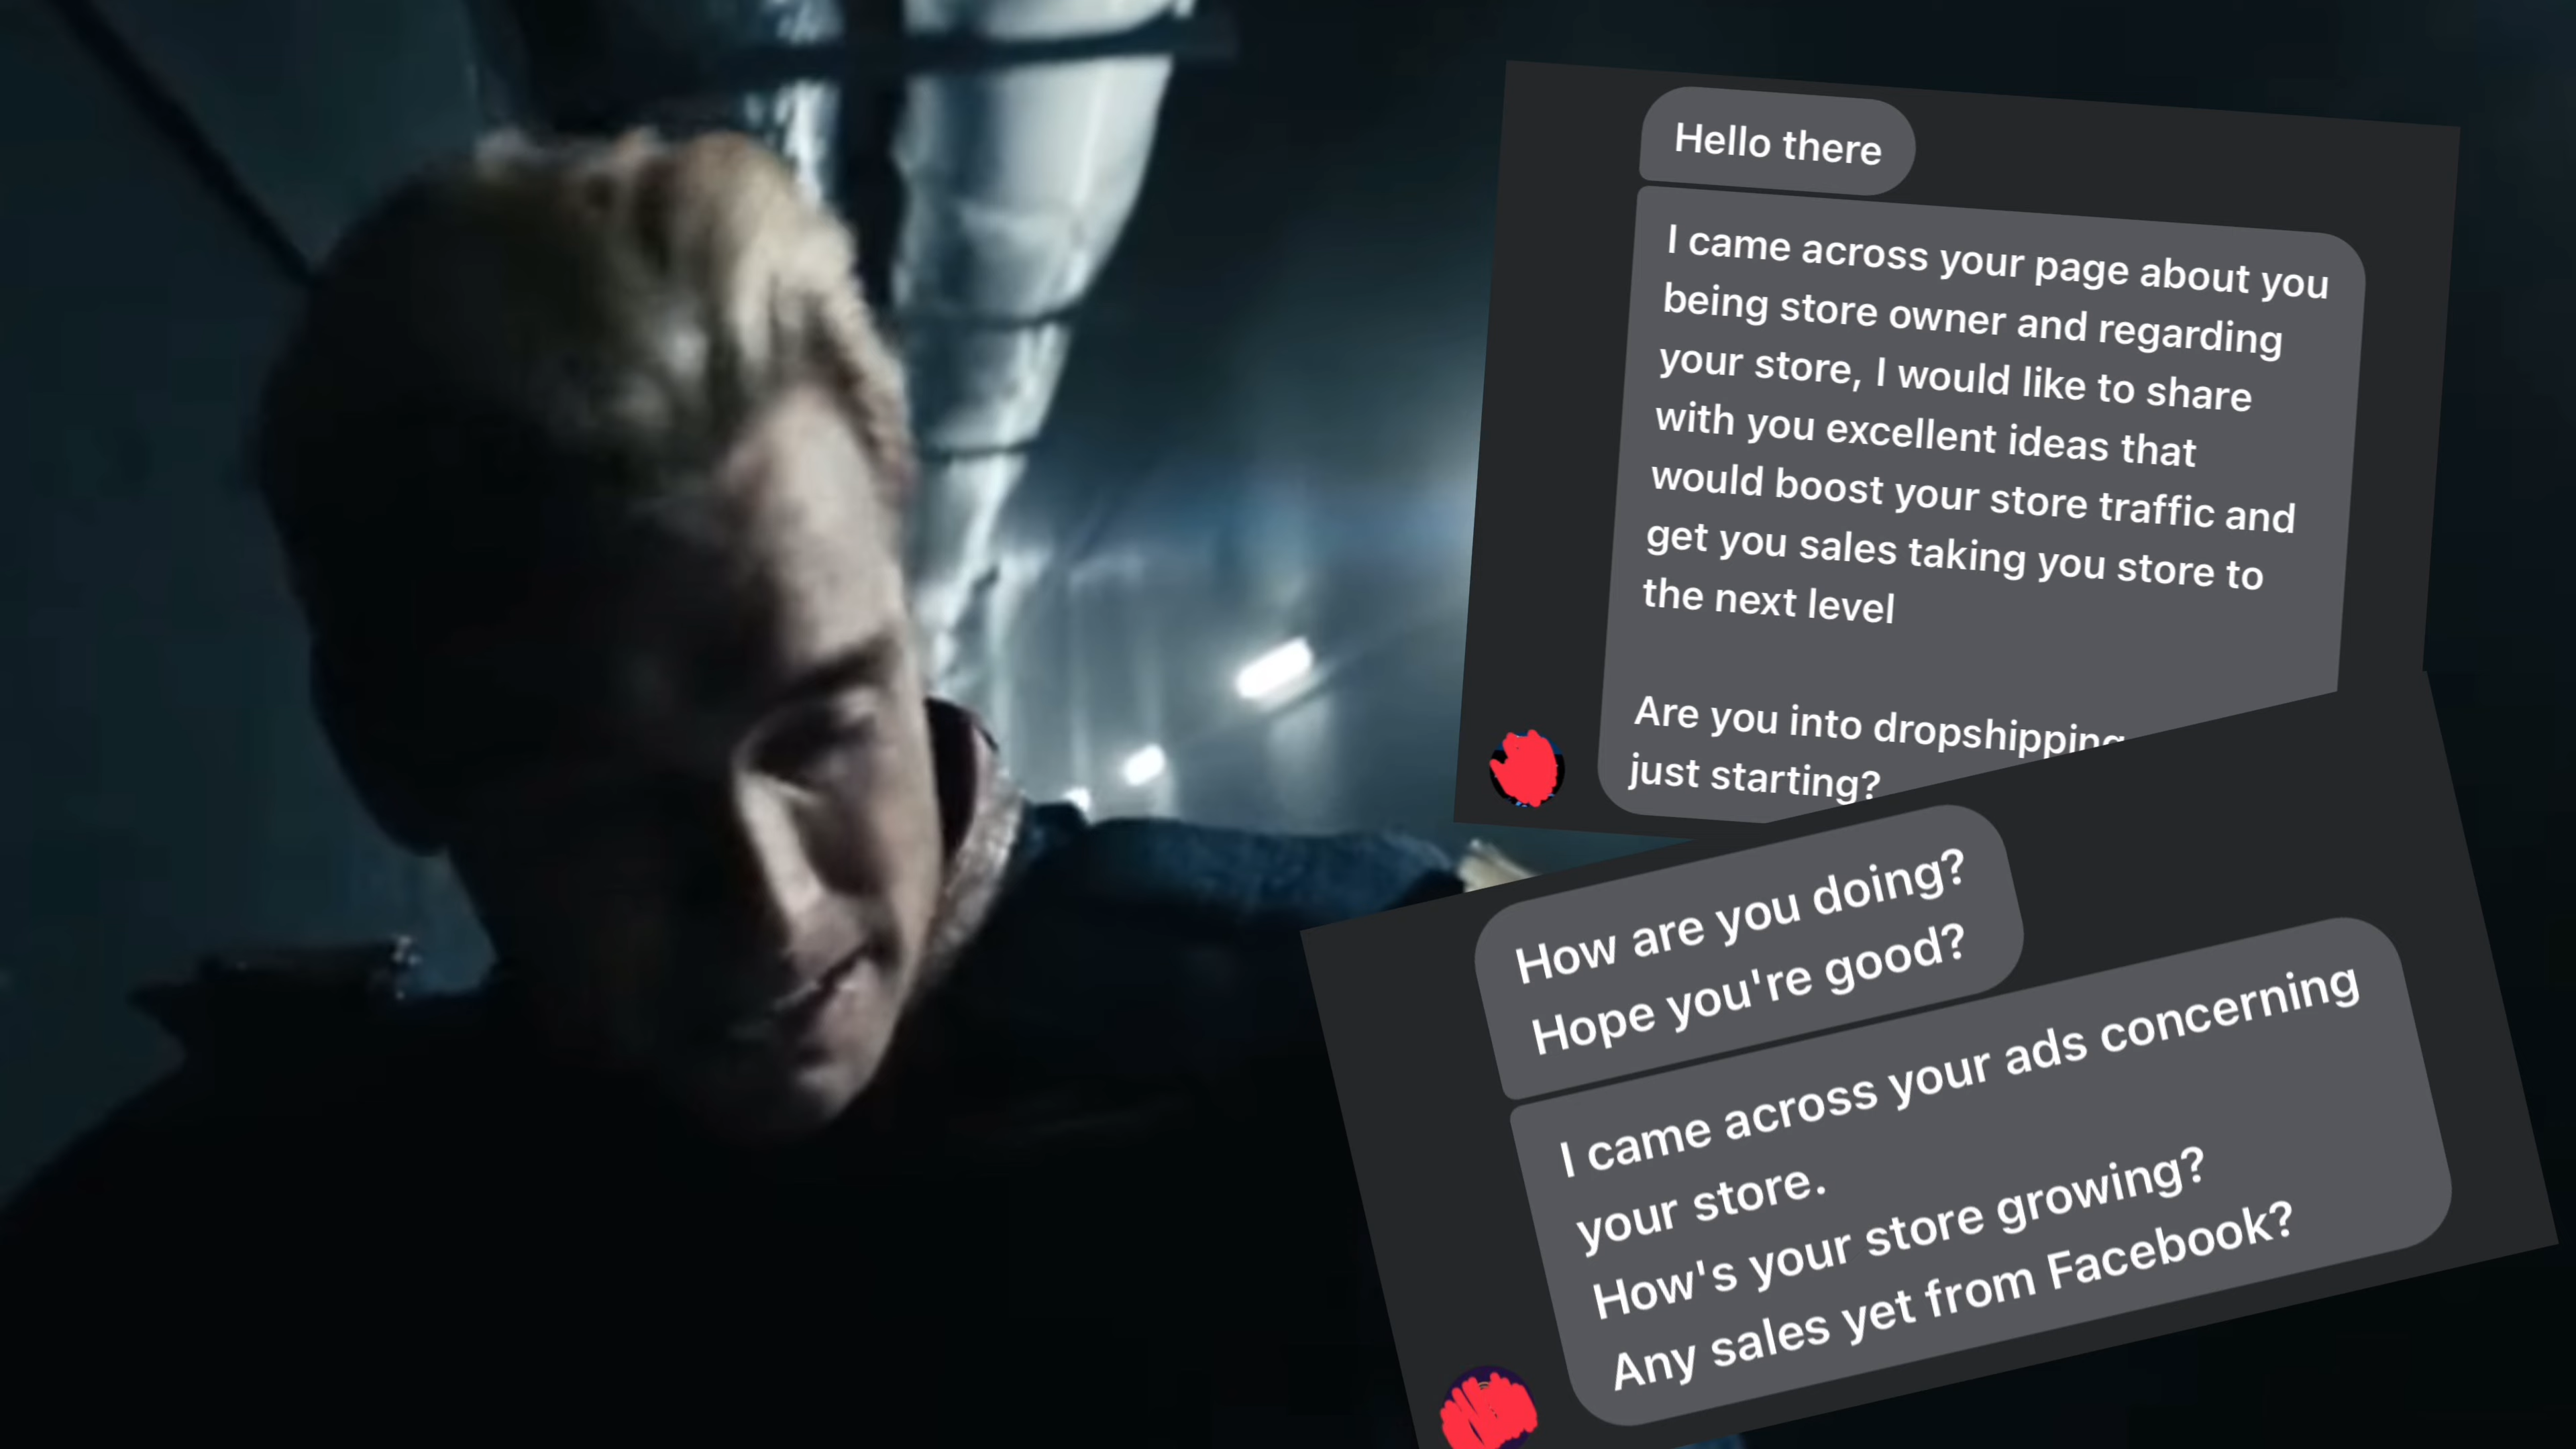 Hello there
I came across your page about you
being store owner and regarding
your store, I would like to share
with you excellent ideas that
would boost your store traffic and
get you sales taking you store to
the next level
Are you into dropshipping
just starting?
How are you doing?
Hope you're good?
I came across your ads concerning
your store.
How's your store growing?
Any sales yet from Facebook?